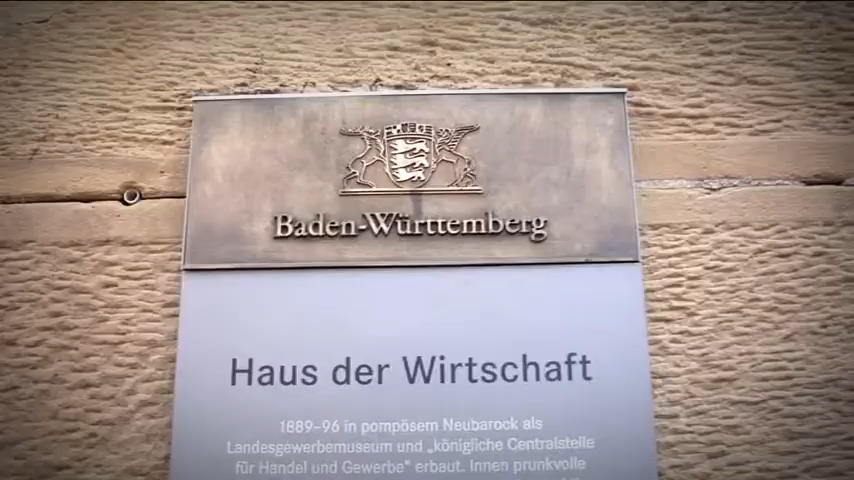 Baden-Württemberg
Haus der Wirtschaft
1889–96 in pompösem Neubarock als
Landesgewerbemuseum und „königliche Centralstelle
für Handel und Gewerbe" erbaut. Innen prunkvolle